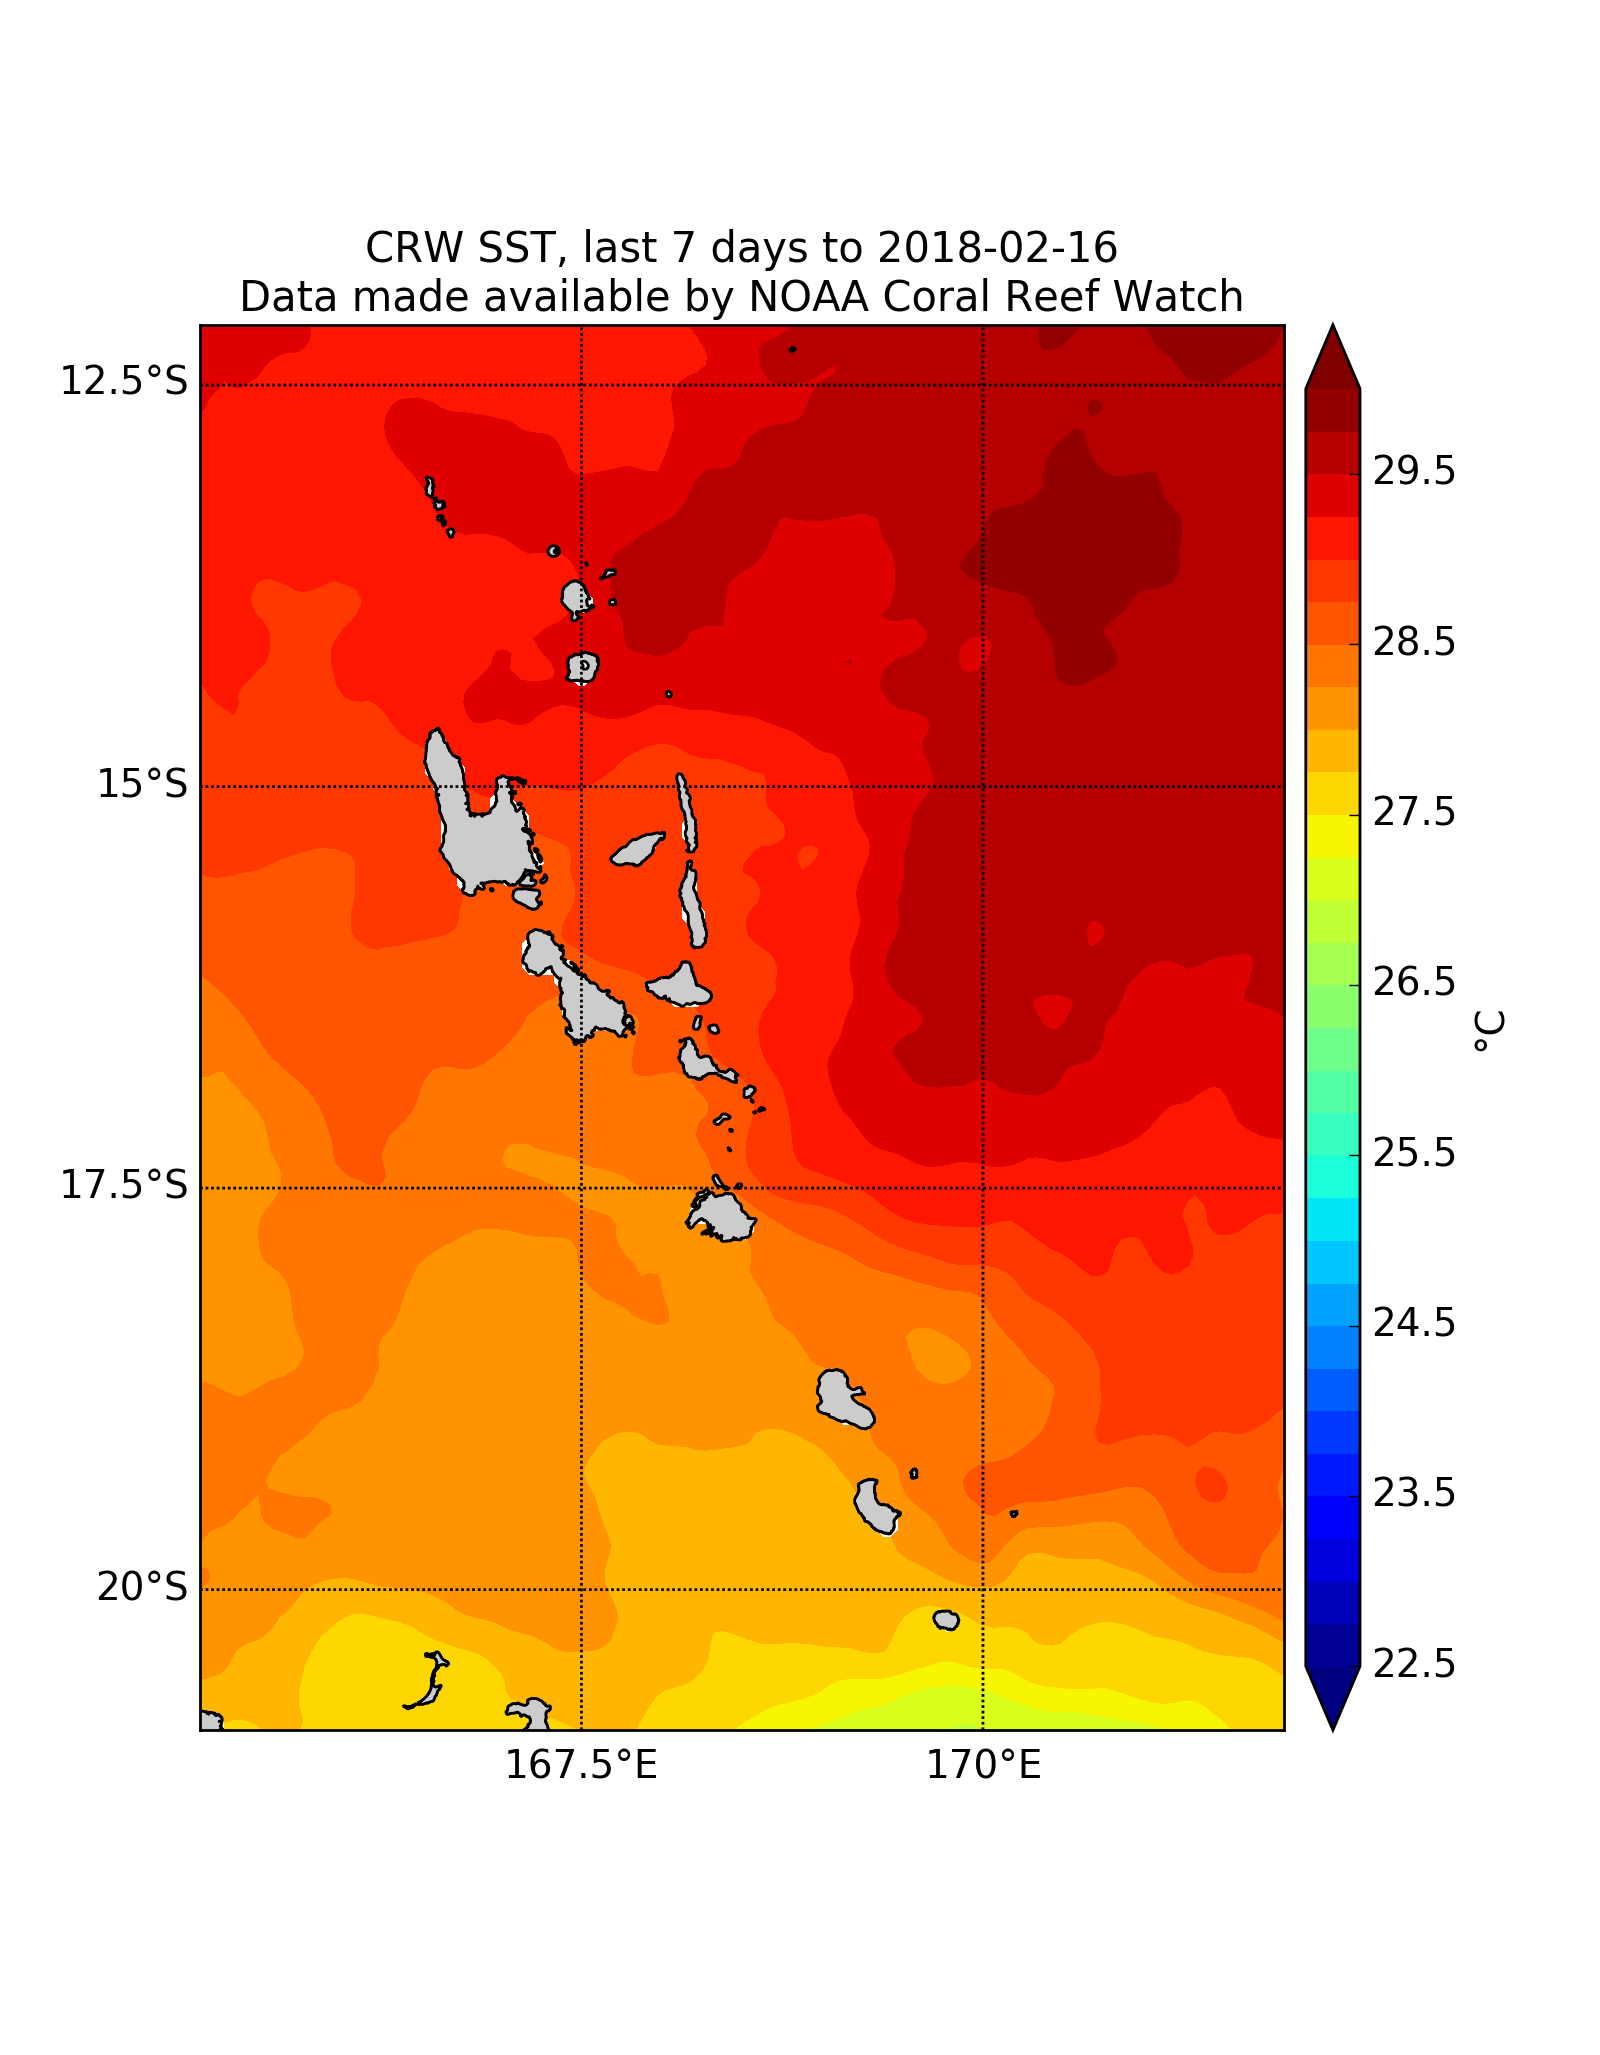 CRW SST, last 7 days to 2018-02-16
Data made available by NOAA Coral Reef Watch
12.5°S
15°S
17.5°S
20°S
167.5°E
170°E
29.5
28.5
27.5
26.5
25.5
24.5
23.5
22.5
°C